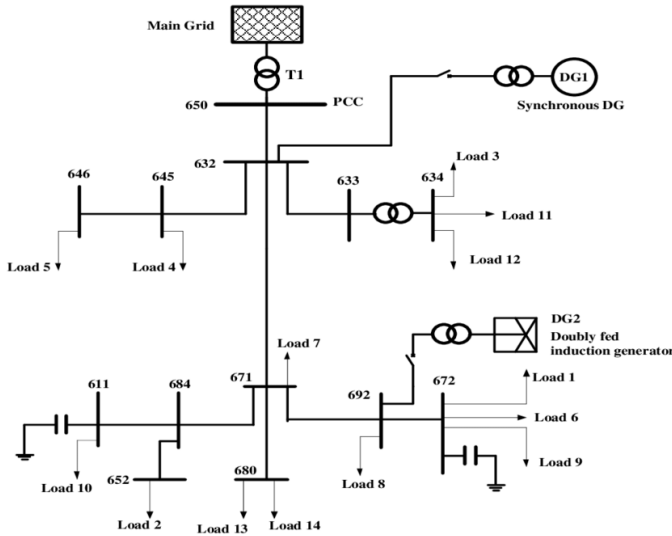 Main Grid
T1
650
PCC
DG1
Synchronous DG
632
646
645
633
634
Load 3
Load 11
Load 12
Load 5
Load 4
DG2
Doubly fed
induction generator
Load 7
671
692
672
Load 1
Load 6
Load 9
611
684
Load 10
652
680
Load 8
Load 2
Load 13
Load 14